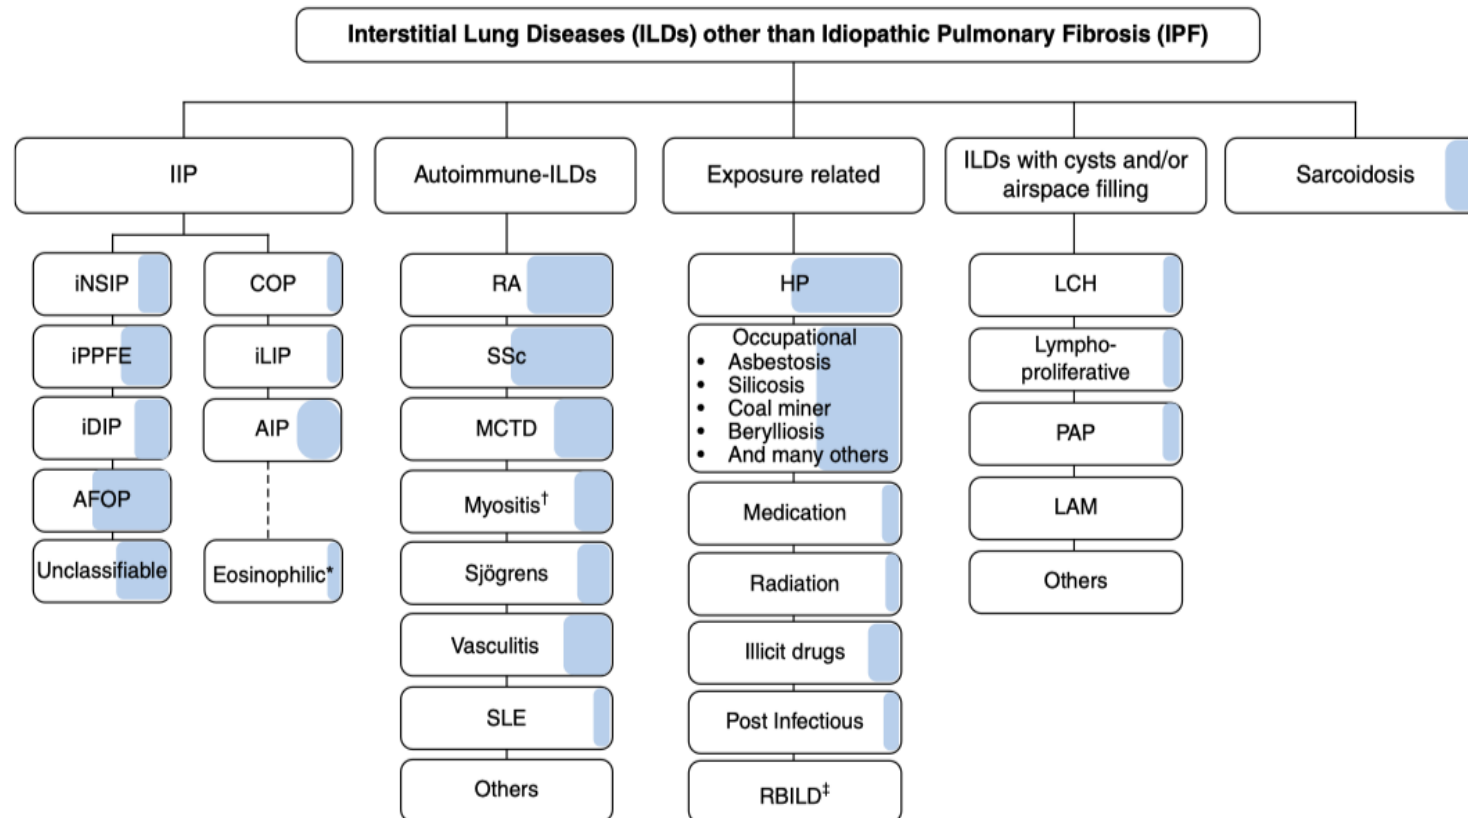 Interstitial Lung Diseases (ILDs) other than Idiopathic Pulmonary Fibrosis (IPF)
IIP
Autoimmune-ILDs
Exposure related
ILDs with cysts and/or
airspace filling
Sarcoidosis
iNSIP
iPPFE
iDIP
AFOP
Unclassifiable
COP
iLIP
AIP
Eosinophilic*
RA
SSc
MCTD
Myositis†
Sjögrens
Vasculitis
SLE
Others
HP
Occupational
• Asbestosis
• Silicosis
• Coal miner
• Berylliosis
• And many others
Medication
Radiation
Illicit drugs
Post Infectious
RBILD‡
LCH
Lympho-
proliferative
PAP
LAM
Others